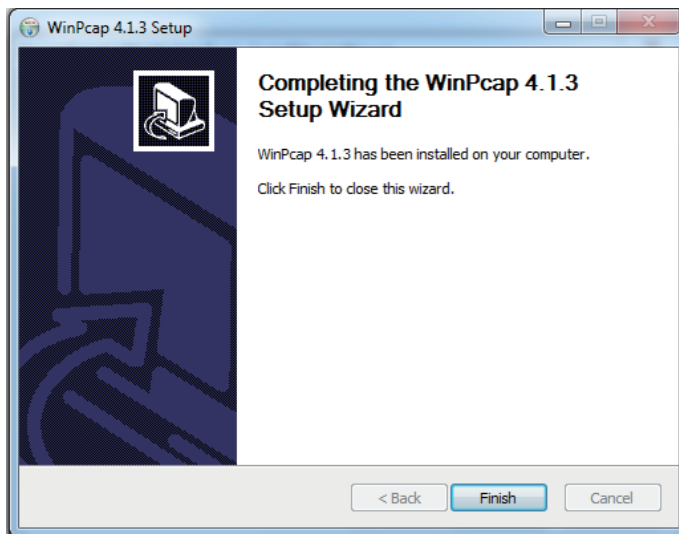 WinPcap 4.1.3 Setup
Completing the WinPcap 4.1.3
Setup Wizard
WinPcap 4.1.3 has been installed on your computer.
Click Finish to close this wizard.
< Back Finish Cancel